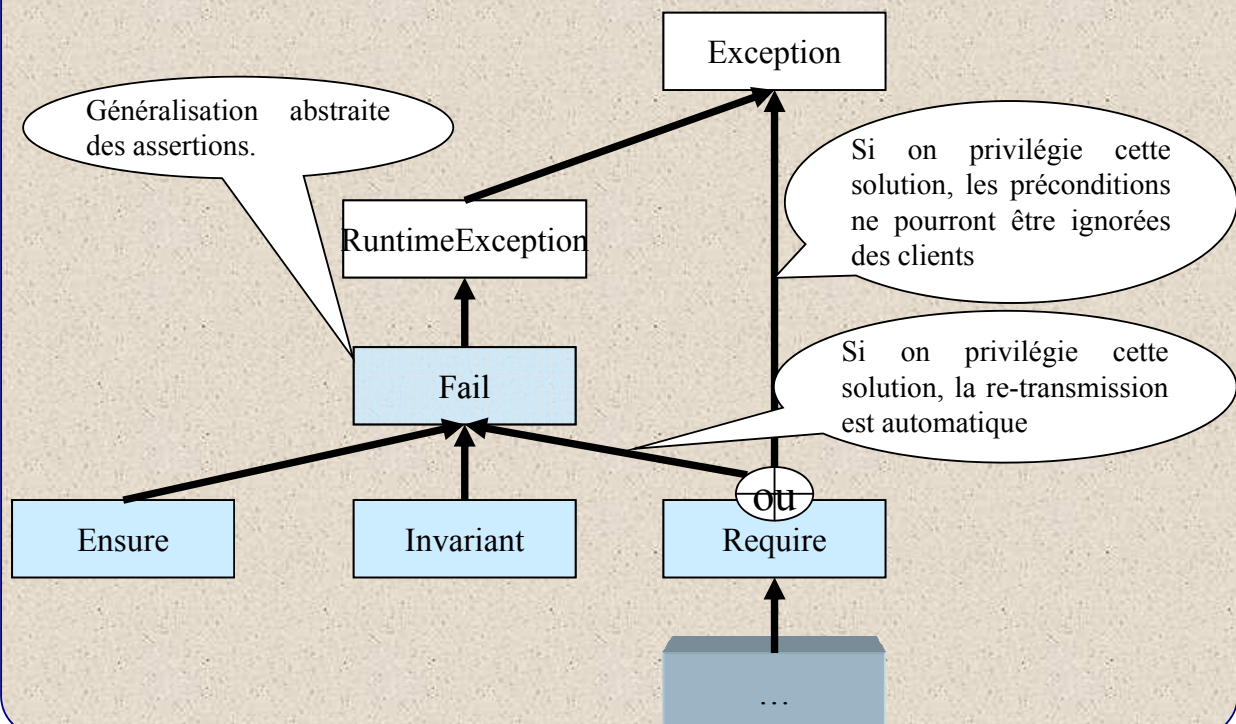 Exception
Généralisation abstraite
des assertions.
Si on privilégie cette
solution, les préconditions
ne pourront être ignorées
des clients
RuntimeException
Si on privilégie cette
solution, la re-transmission
est automatique
Fail
ou
Ensure
Invariant
Require
…